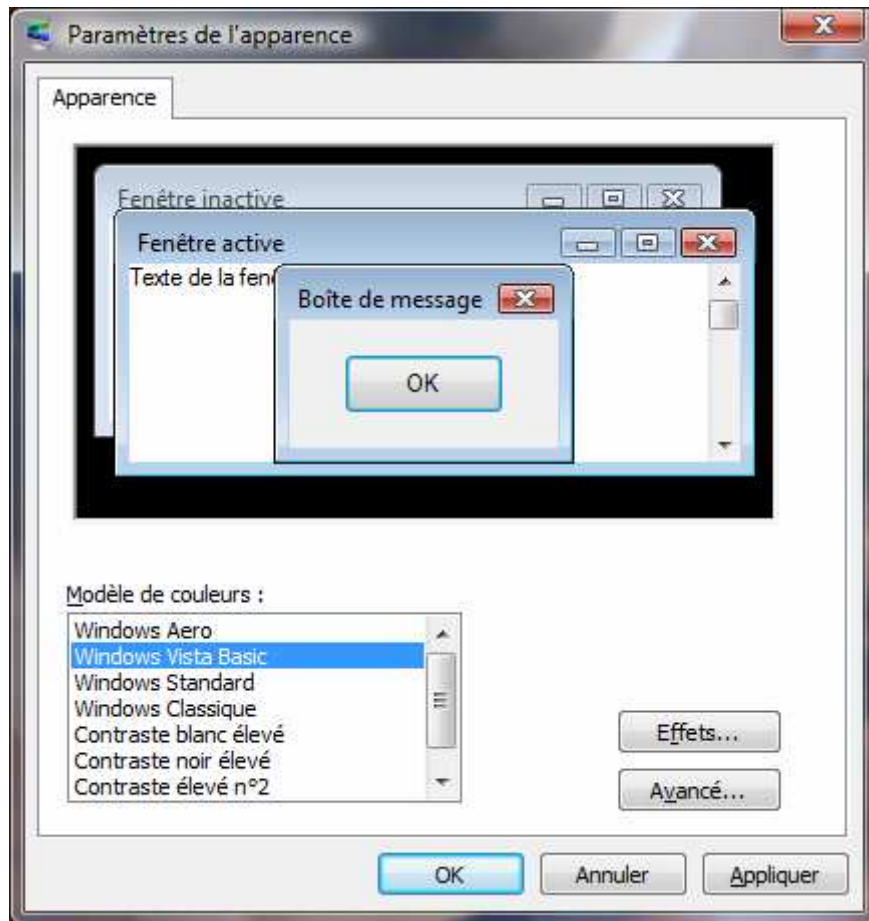 Paramètres de l'apparence
Apparence
Fenêtre inactive
Fenêtre active
Texte de la fen
Boîte de message
OK
Modèle de couleurs :
Windows Aero
Windows Vista Basic
Windows Standard
Windows Classique
Contraste blanc élevé
Contraste noir élevé
Contraste élevé n°2
Effets...
Avancé...
OK
Annuler
Appliquer